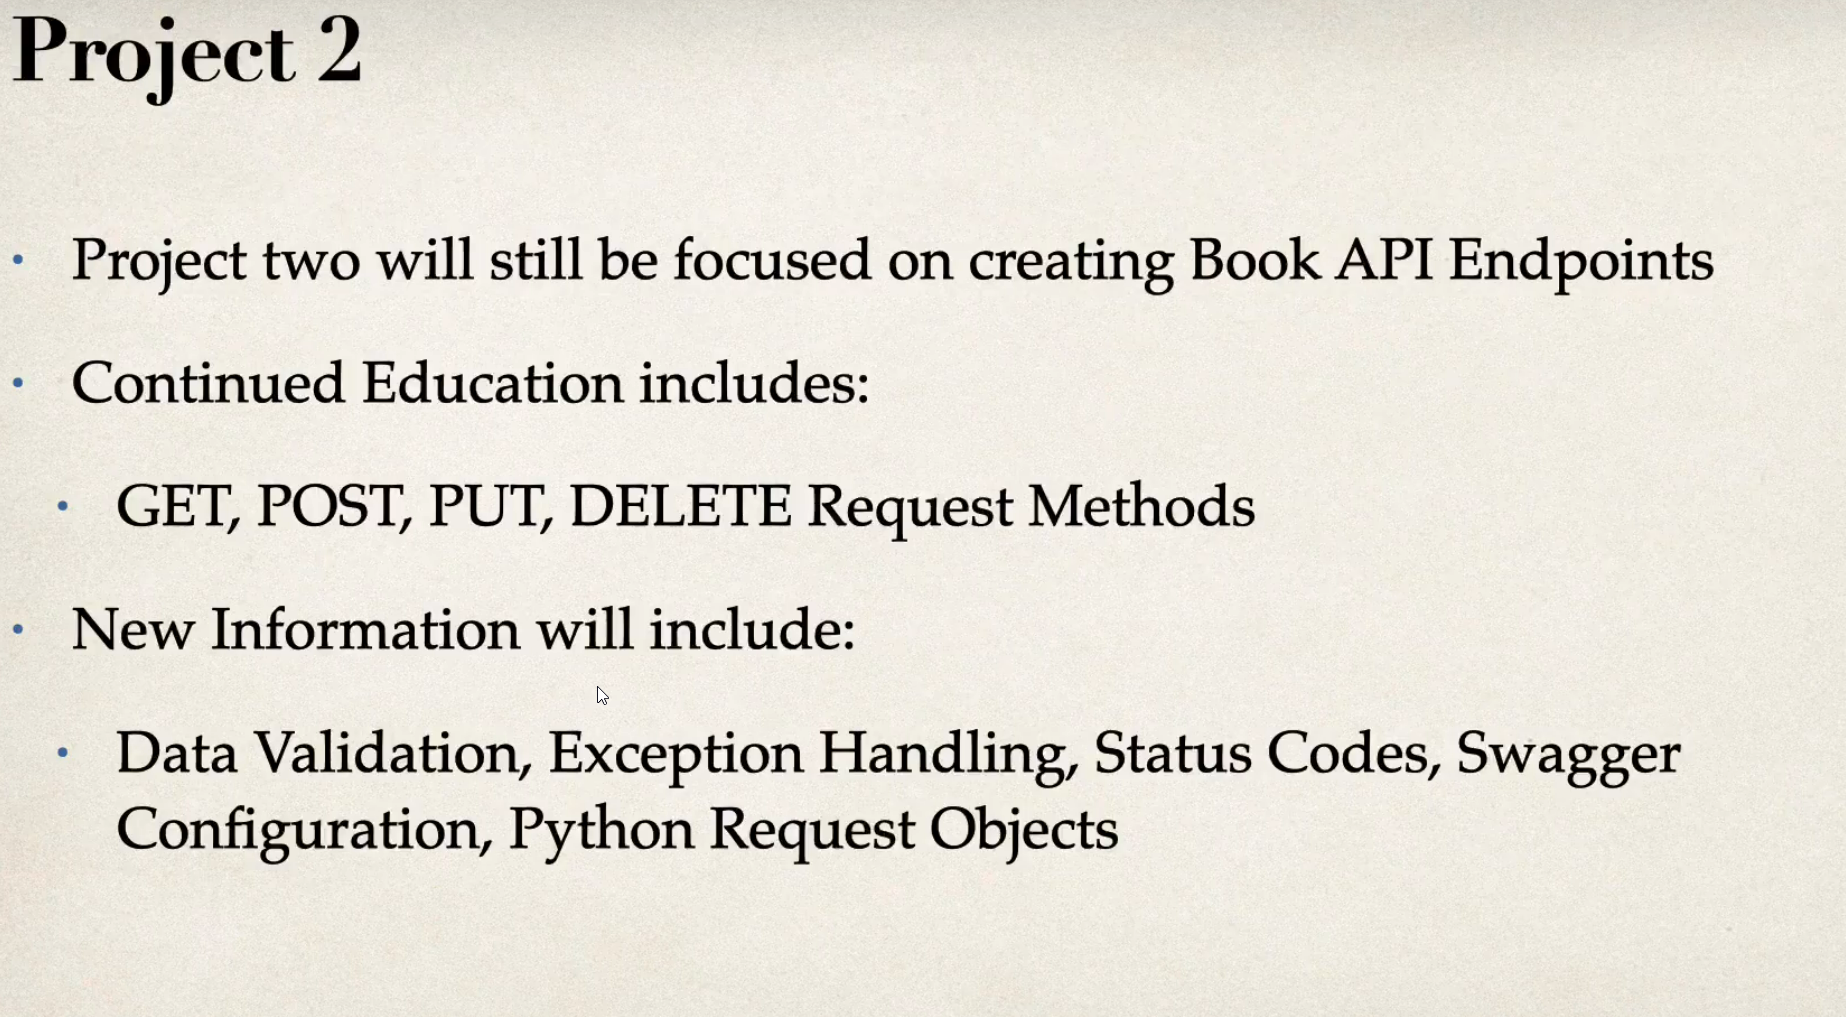 Project 2
Project two will still be focused on creating Book API Endpoints
Continued Education includes:
GET, POST, PUT, DELETE Request Methods
New Information will include:
Data Validation, Exception Handling, Status Codes, Swagger
Configuration, Python Request Objects